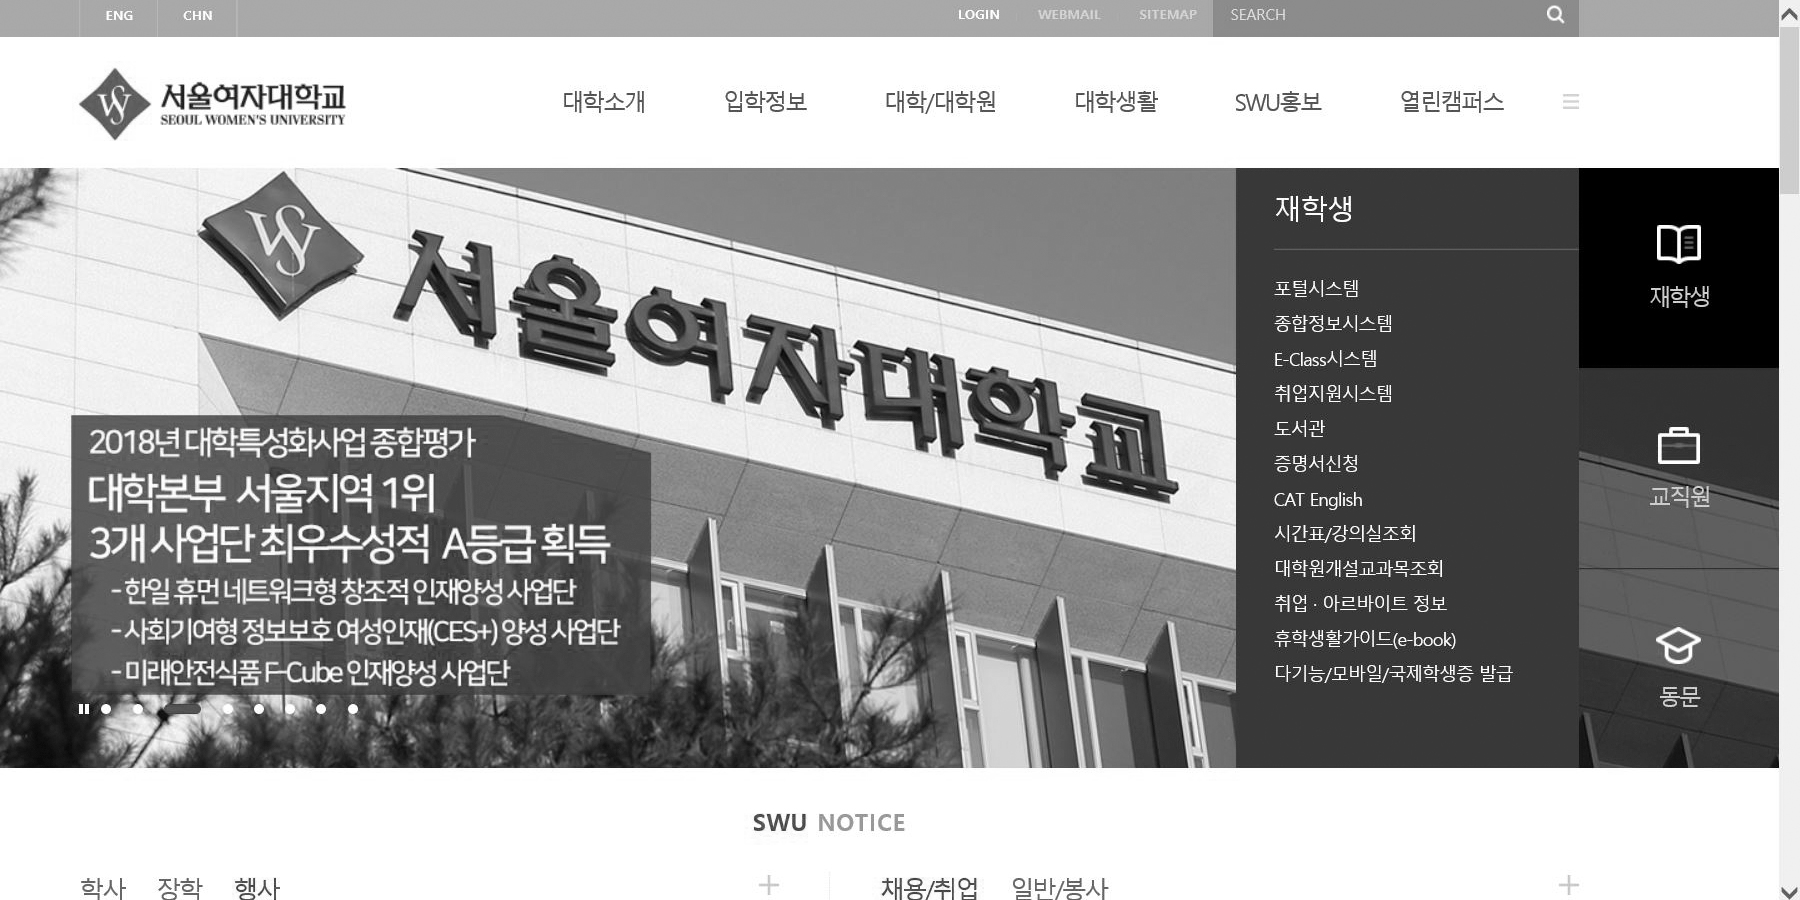 ENG CHN LOGIN WEBMAIL SITEMAP SEARCH
서울여자대학교
SEOUL WOMEN'S UNIVERSITY
대학소개 입학정보 대학/대학원 대학생활 SWU홍보 열린캠퍼스
서울여자대학교
2018년 대학특성화사업 종합평가
대학본부 서울지역 1위
3개 사업단 최우수성적 A등급 획득
- 한일 휴먼 네트워크형 창조적 인재양성 사업단
- 사회기여형 정보보호 여성인재(CES+) 양성 사업단
- 미래안전식품 F-Cube 인재양성 사업단
재학생
포털시스템
종합정보시스템
E-Class시스템
취업지원시스템
도서관
증명서신청
CAT English
시간표/강의실조회
대학원개설교과목조회
취업 · 아르바이트 정보
휴학생활가이드(e-book)
다기능/모바일/국제학생증 발급
재학생
교직원
동문
SWU NOTICE
학사 장학 행사
채용/취업 일반/봉사